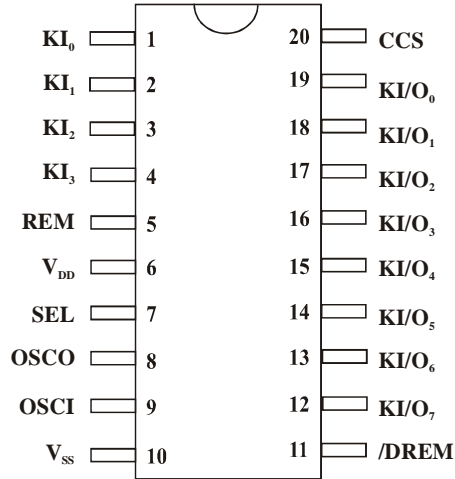 KI₀ 1 20 CCS
KI₁ 2 19 KI/O₀
KI₂ 3 18 KI/O₁
KI₃ 4 17 KI/O₂
REM 5 16 KI/O₃
V_DD 6 15 KI/O₄
SEL 7 14 KI/O₅
OSCO 8 13 KI/O₆
OSCI 9 12 KI/O₇
V_SS 10 11 /DREM